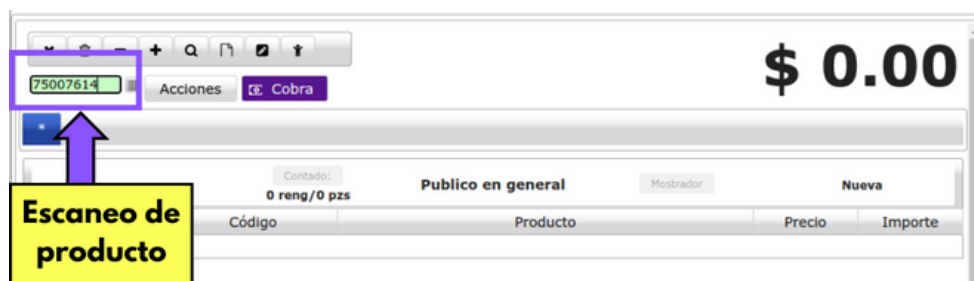 $ 0.00
75007614
Acciones
Cobra
*
Contado:
0 reng/0 pzs
Publico en general
Mostrador
Nueva
Código
Producto
Precio
Importe
Escaneo de
producto